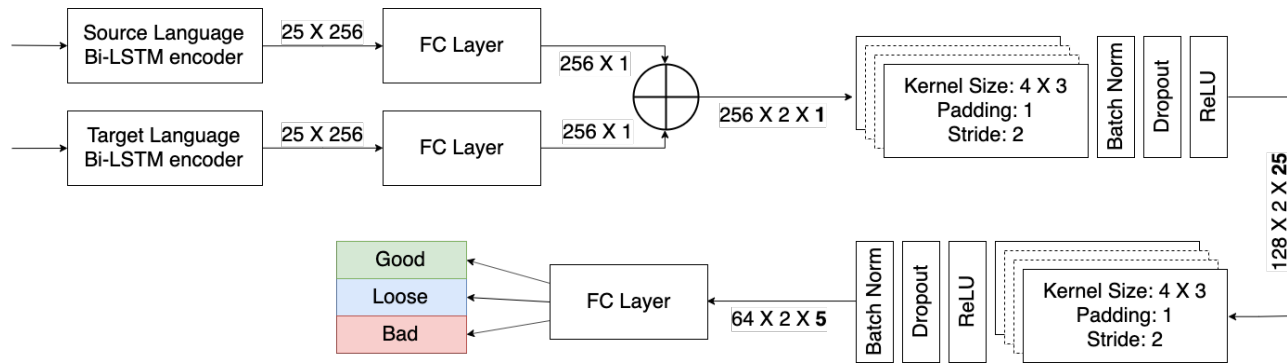 Source Language
Bi-LSTM encoder
25 X 256
FC Layer
256 X 1
Target Language
Bi-LSTM encoder
25 X 256
FC Layer
256 X 1
256 X 2 X 1
Kernel Size: 4 X 3
Padding: 1
Stride: 2
Batch Norm
Dropout
ReLU
128 X 2 X 25
Kernel Size: 4 X 3
Padding: 1
Stride: 2
ReLU
Dropout
Batch Norm
64 X 2 X 5
FC Layer
Good
Loose
Bad